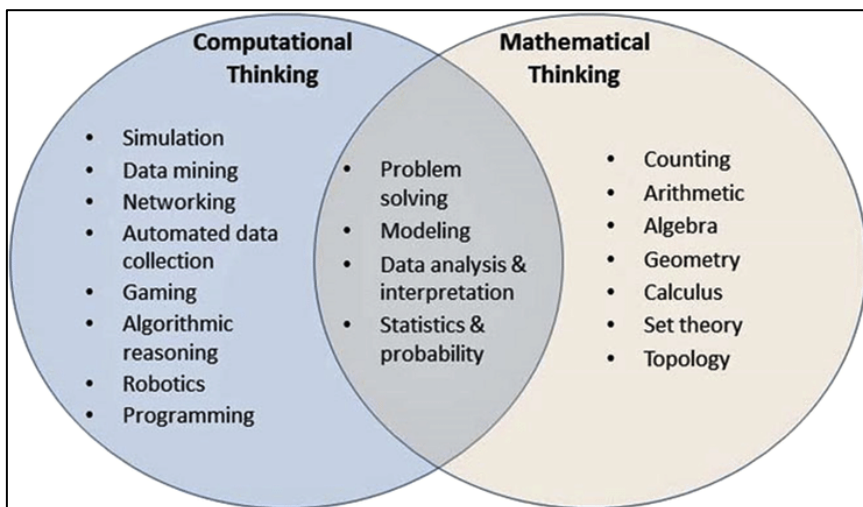 Computational
Thinking
• Simulation
• Data mining
• Networking
• Automated data
collection
• Gaming
• Algorithmic
reasoning
• Robotics
• Programming
• Problem
solving
• Modeling
• Data analysis &
interpretation
• Statistics &
probability
Mathematical
Thinking
• Counting
• Arithmetic
• Algebra
• Geometry
• Calculus
• Set theory
• Topology